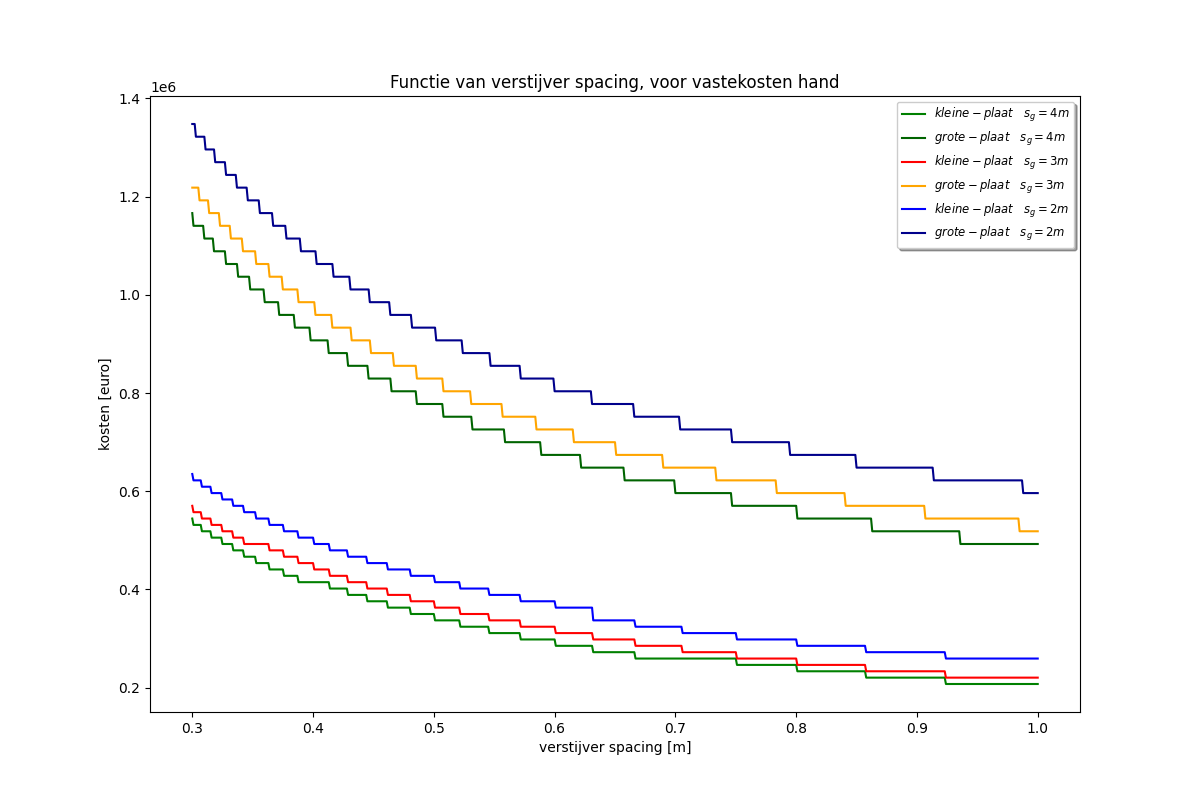 Functie van verstijver spacing, voor vastekosten hand
1e6
1.4
1.2
1.0
0.8
0.6
0.4
0.2
kosten [euro]
kleine − plaat s_g = 4m
grote − plaat s_g = 4m
kleine − plaat s_g = 3m
grote − plaat s_g = 3m
kleine − plaat s_g = 2m
grote − plaat s_g = 2m
0.3 0.4 0.5 0.6 0.7 0.8 0.9 1.0
verstijver spacing [m]